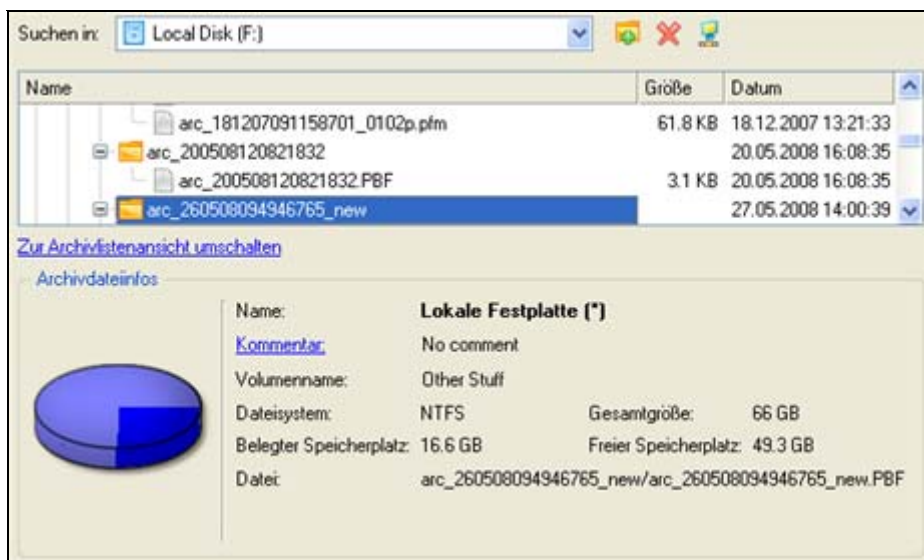 Suchen in: Local Disk (F:)
Name Größe Datum
arc_181207091158701_0102p.pfm 61.8 KB 18.12.2007 13:21:33
arc_200508120821832 20.05.2008 16:08:35
arc_200508120821832.PBF 3.1 KB 20.05.2008 16:08:35
arc_260508094946765_new 27.05.2008 14:00:39
Zur Archivlistenansicht umschalten
Archivdateiinfos
Name: Lokale Festplatte (*)
Kommentar: No comment
Volumenname: Other Stuff
Dateisystem: NTFS Gesamtgröße: 66 GB
Belegter Speicherplatz: 16.6 GB Freier Speicherplatz: 49.3 GB
Datei: arc_260508094946765_new/arc_260508094946765_new.PBF